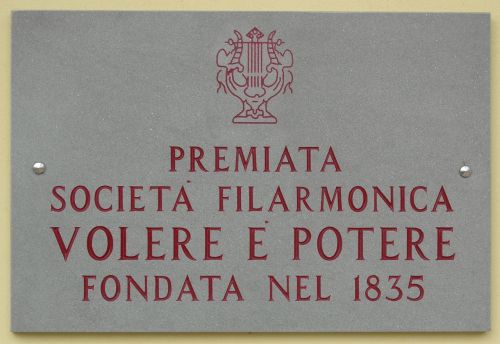 PREMIATA
SOCIETÀ FILARMONICA
VOLERE È POTERE
FONDATA NEL 1835